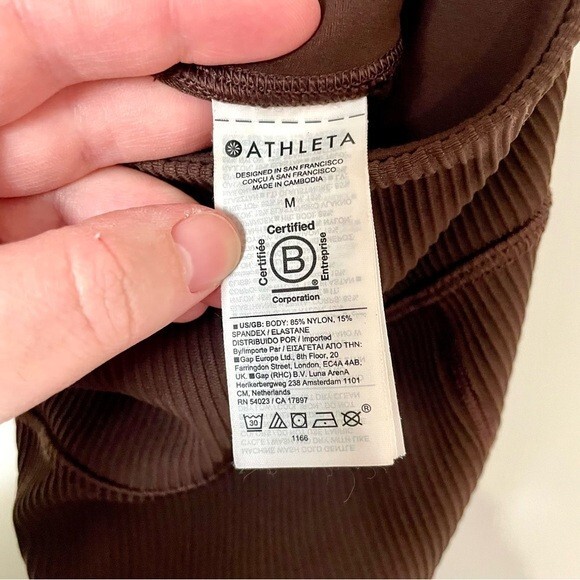 ATHLETA
DESIGNED IN SAN FRANCISCO
CONÇU À SAN FRANCISCO
MADE IN CAMBODIA
M
Certified
Certifiée
B
Entreprise
®
Corporation
■ US/GB: BODY: 85% NYLON, 15%
SPANDEX / ELASTANE
DISTRIBUIDO POR / Imported
By/Importe Par / ΕΙΣΑΓΕΤΑΙ ΑΠΟ ΤΗΝ:
■ Gap Europe Ltd., 8th Floor, 20
Farringdon Street, London, EC4A 4AB,
UK. ■ Gap (RHC) B.V. Luna ArenA
Herikerbergweg 238 Amsterdam 1101
CM, Netherlands
RN 54023 / CA 17897
30
®
1166